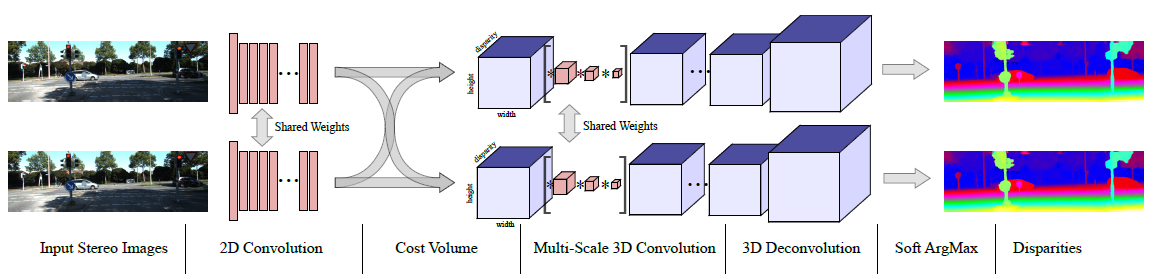 disparity
height
width
* * *
...
...
Shared Weights
Shared Weights
disparity
height
width
* * *
...
...
Input Stereo Images
2D Convolution
Cost Volume
Multi-Scale 3D Convolution
3D Deconvolution
Soft ArgMax
Disparities